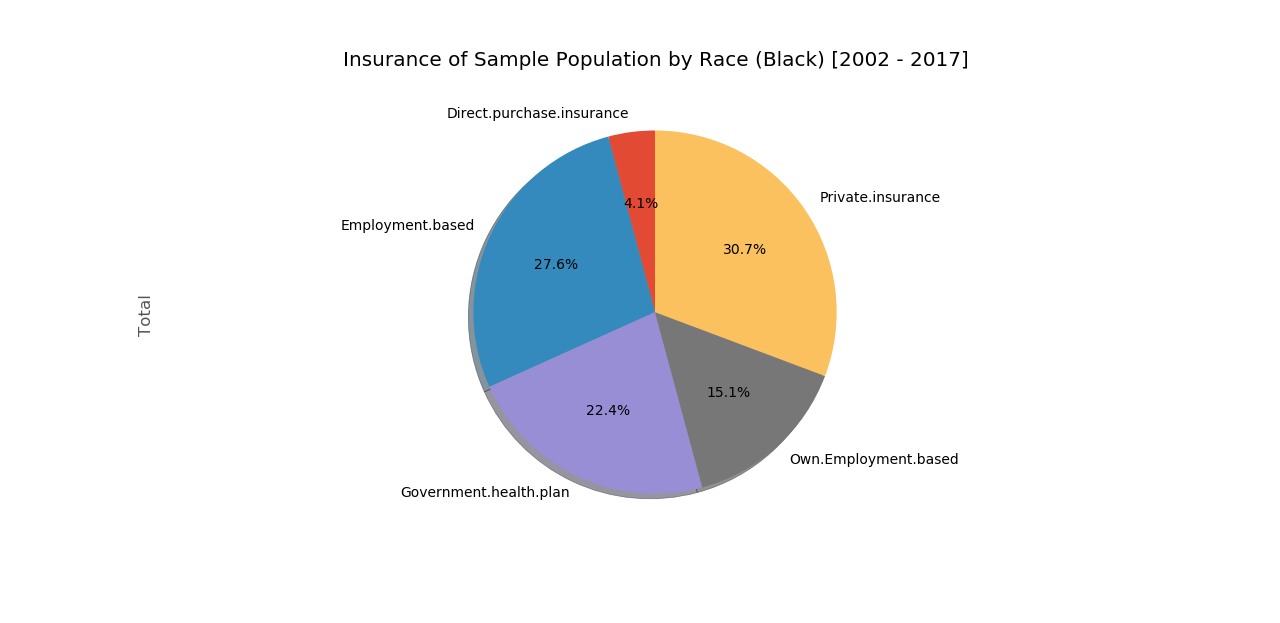 Insurance of Sample Population by Race (Black) [2002 - 2017]
Direct.purchase.insurance
Private.insurance
Employment.based
4.1%
30.7%
27.6%
Total
15.1%
22.4%
Own.Employment.based
Government.health.plan